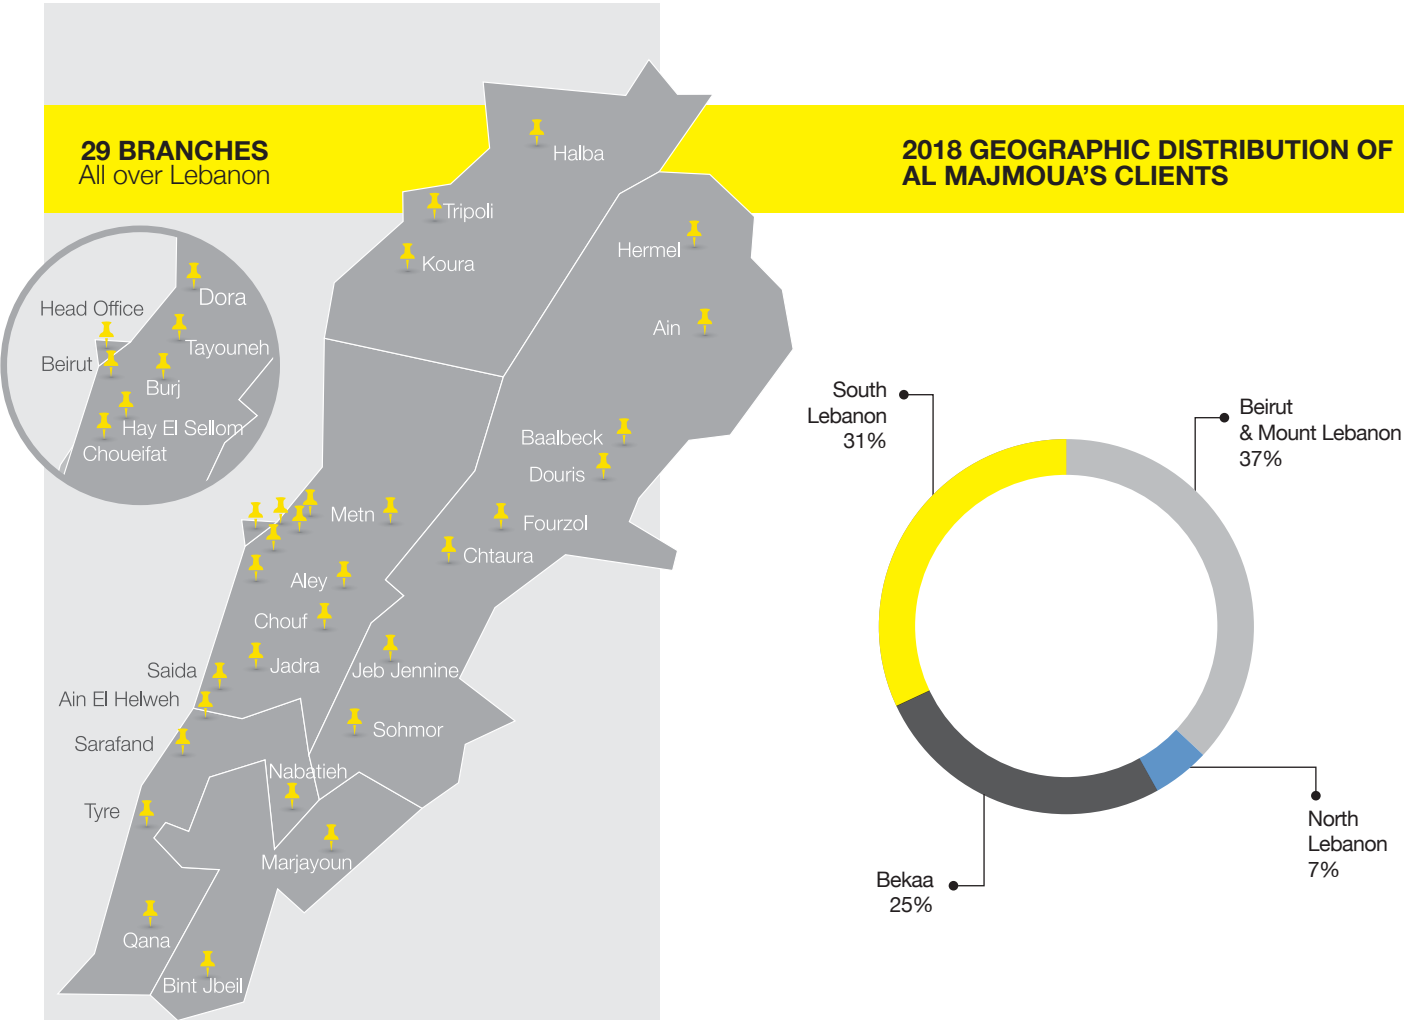 29 BRANCHES
All over Lebanon
2018 GEOGRAPHIC DISTRIBUTION OF
AL MAJMOUA'S CLIENTS
Halba
Tripoli
Koura
Hermel
Ain
Dora
Head Office
Tayouneh
Beirut
Burj
Hay El Sellom
Choueifat
Baalbeck
Douris
Metn
Fourzol
Chtaura
Aley
Chouf
Jadra
Jeb Jennine
Saida
Ain El Helweh
Sarafand
Sohmor
Nabatieh
Tyre
Marjayoun
Qana
Bint Jbeil
South
Lebanon
31%
Beirut
& Mount Lebanon
37%
North
Lebanon
7%
Bekaa
25%